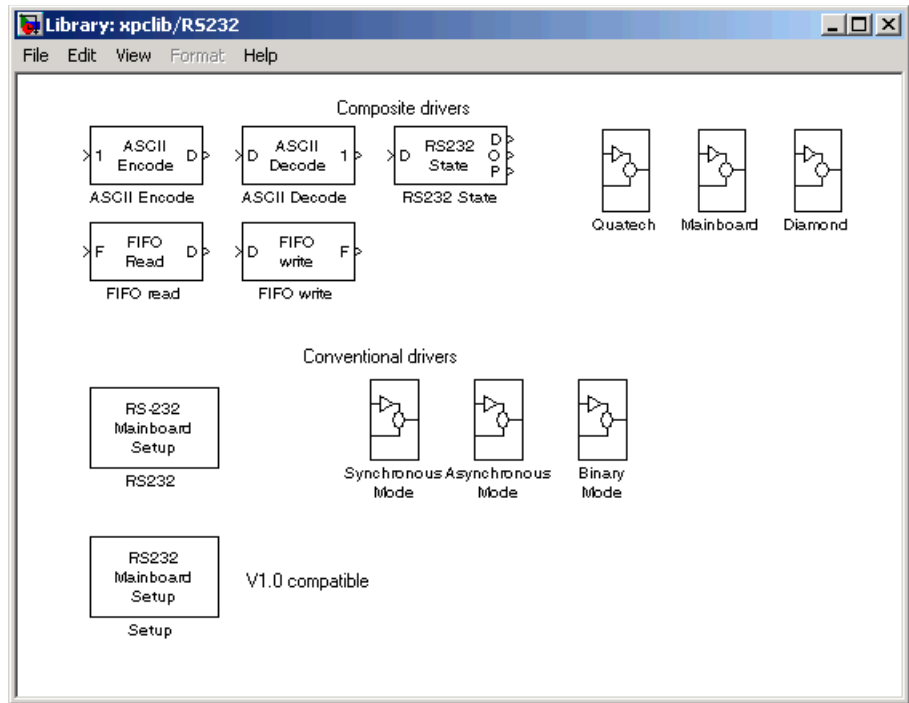 Library: xpclib/RS232
File Edit View Format Help
Composite drivers
1 ASCII Encode D
ASCII Encode
D ASCII Decode 1
ASCII Decode
D RS232 State D O P
RS232 State
Quatech
Mainboard
Diamond
F FIFO Read D
FIFO read
D FIFO write F
FIFO write
Conventional drivers
RS-232
Mainboard
Setup
RS232
Synchronous
Mode
Asynchronous
Mode
Binary
Mode
RS232
Mainboard
Setup
Setup
V1.0 compatible